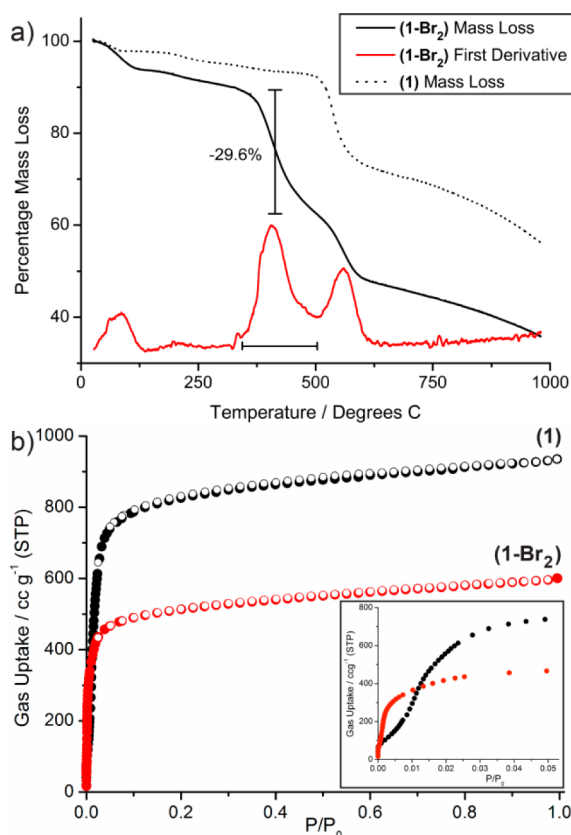 a)
(1-Br₂) Mass Loss
(1-Br₂) First Derivative
(1) Mass Loss
100
80
60
40
-29.6%
Percentage Mass Loss
0 250 500 750 1000
Temperature / Degrees C
b)
1000
800
600
400
200
0
Gas Uptake / cc g⁻¹ (STP)
(1)
(1-Br₂)
800
700
600
500
400
300
200
100
0
Gas Uptake / ccg⁻¹ (STP)
0.00 0.01 0.02 0.03 0.04 0.05
P/P₀
0.0 0.2 0.4 0.6 0.8 1.0
P/P₀